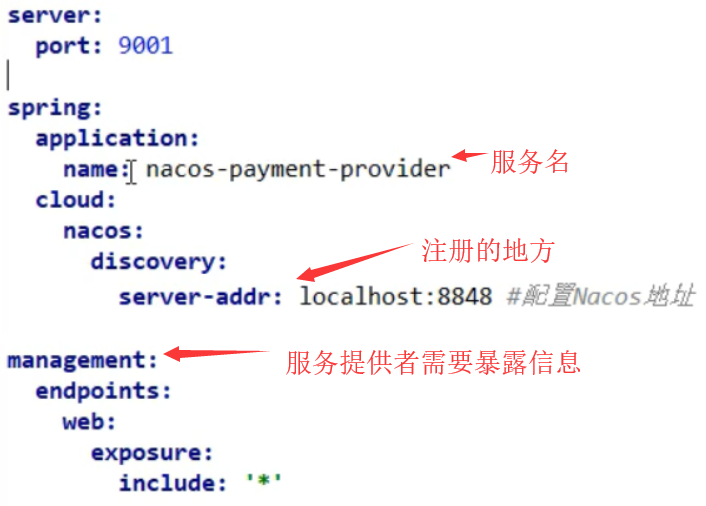 server:
port: 9001
spring:
application:
name: nacos-payment-provider
服务名
cloud:
nacos:
注册的地方
discovery:
server-addr: localhost:8848 #配置Nacos地址
management:
服务提供者需要暴露信息
endpoints:
web:
exposure:
include: '*'